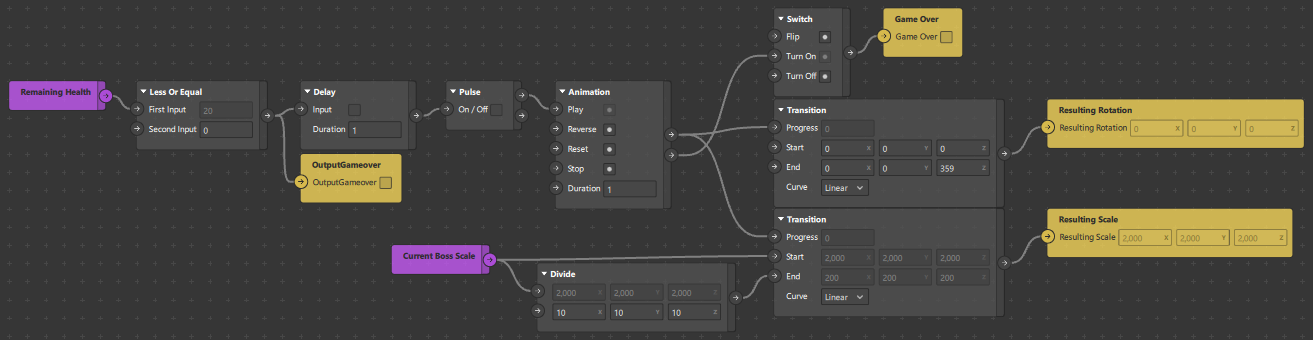 Remaining Health
Less Or Equal
First Input 20
Second Input 0
Delay
Input
Duration 1
OutputGameover
OutputGameover
Pulse
On / Off
Animation
Play
Reverse
Reset
Stop
Duration 1
Switch
Flip
Turn On
Turn Off
Game Over
Game Over
Transition
Progress 0
Start 0 X 0 Y 0 Z
End 0 X 0 Y 359 Z
Curve Linear
Resulting Rotation
Resulting Rotation 0 X 0 Y 0 Z
Current Boss Scale
Divide
2,000 X 2,000 Y 2,000 Z
10 X 10 Y 10 Z
Transition
Progress 0
Start 2,000 X 2,000 Y 2,000 Z
End 200 X 200 Y 200 Z
Curve Linear
Resulting Scale
Resulting Scale 2,000 X 2,000 Y 2,000 Z